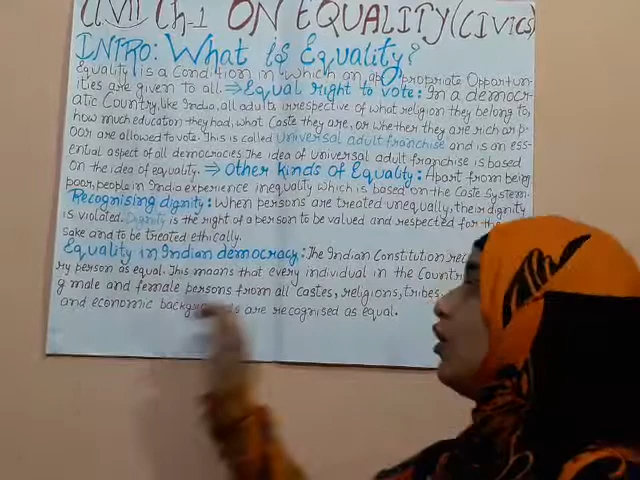 Ch-1 ON EQUALITY (CIVICS)
INTRO: What is Equality?
Equality is a Condition in which an appropriate Opportun-
ities are given to all. ⇒ Equal right to vote: In a democr-
atic Country, like India, all adults irrespective of what religion they belong to,
how much education they had, what Caste they are, or whether they are rich or p-
oor are allowed to vote. This is called Universal adult franchise and is an ess-
ential aspect of all democracies The idea of universal adult franchise is based
On the idea of equality. ⇒ Other kinds of Equality: Apart from being
poor, people in India experience inequality which is based on the Caste System.
Recognising dignity: When persons are treated unequally, their dignity
is violated. Dignity is the right of a person to be valued and respected for the
sake and to be treated ethically.
Equality in Indian democracy: The Indian Constitution rec
ry person as equal. This means that every individual in the Countr
g male and female persons from all castes, religions, tribes,
and economic backgrounds are recognised as equal.